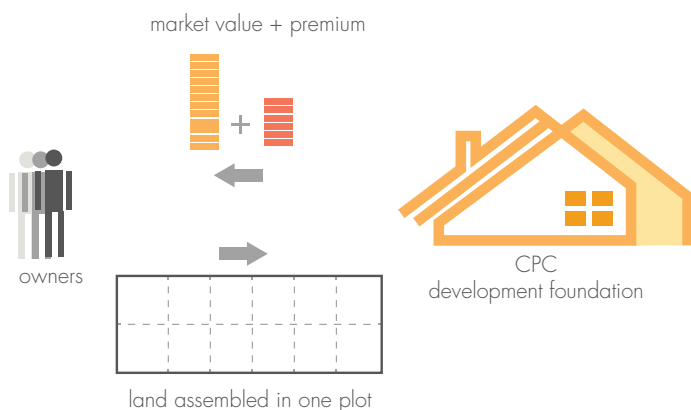 market value + premium
owners
CPC
development foundation
land assembled in one plot